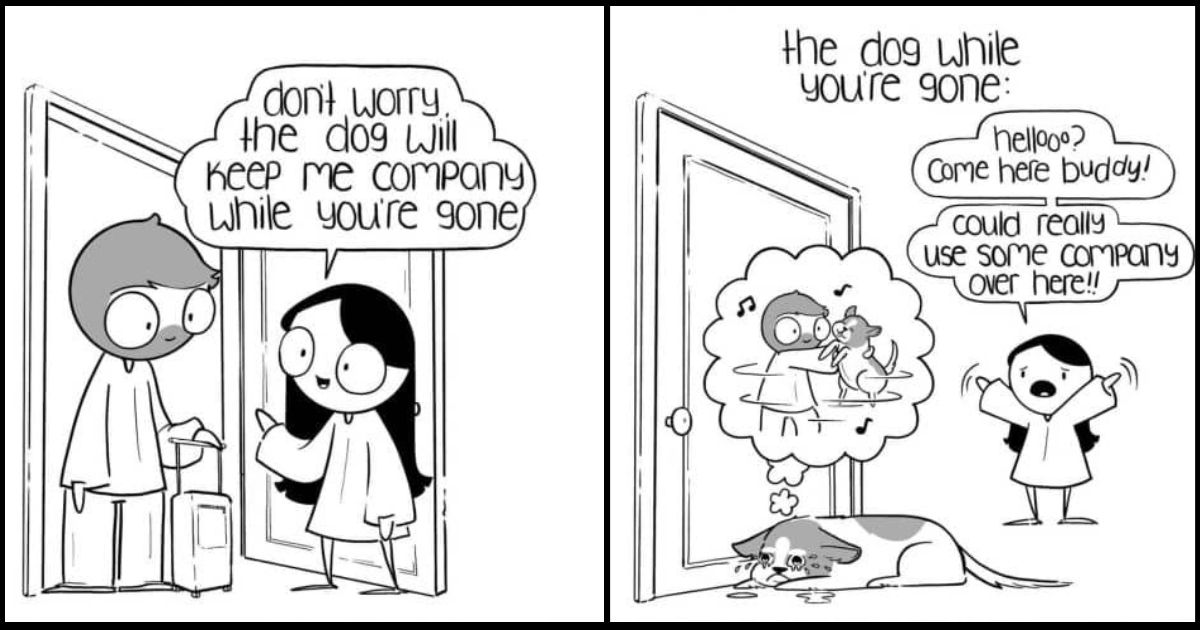 don't worry,
the dog will
keep me company
while you're gone
the dog while
you're gone:
hellooo?
Come here buddy!
could really
use some company
over here!!